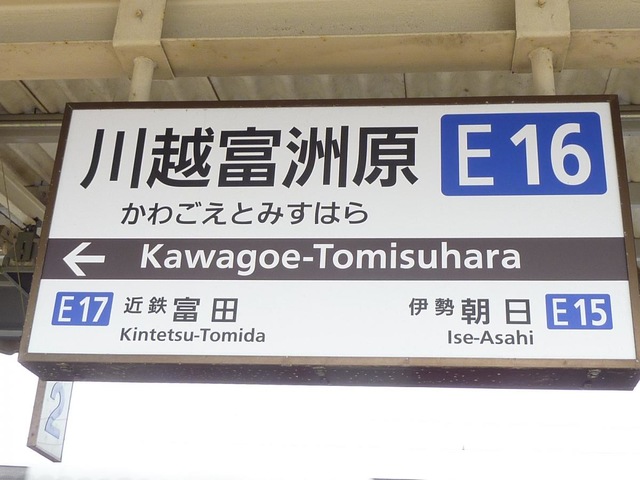 川越富洲原 E16
かわごえとみすはら
← Kawagoe-Tomisuhara
E17 近鉄富田 伊勢朝日 E15
Kintetsu-Tomida Ise-Asahi
2